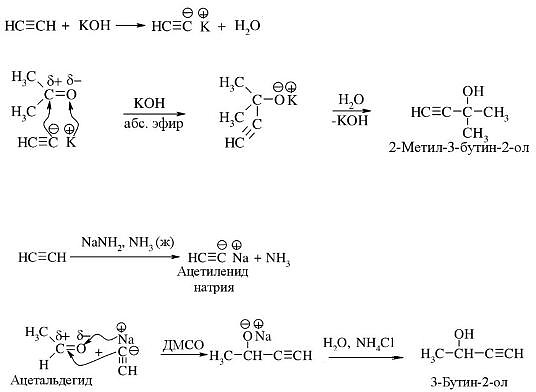 HC≡CH + KOH → HC≡C⊖ K⊕ + H₂O
H₃C δ+ δ–
C=O
H₃C
HC≡C⊖ K⊕
KOH
абс. эфир
H₃C ⊖⊕
C–OK
H₃C
C
HC
H₂O
-KOH
OH
HC≡C–C–CH₃
CH₃
2-Метил-3-бутин-2-ол
HC≡CH
NaNH₂, NH₃ (ж)
HC≡C⊖ Na⊕ + NH₃
Ацетиленид
натрия
H₃C δ+ δ– ⊕
C=O + Na
H C⊖
CH
Ацетальдегид
ДМСО
⊖⊕
ONa
H₃C–CH–C≡CH
H₂O, NH₄Cl
OH
H₃C–CH–C≡CH
3-Бутин-2-ол